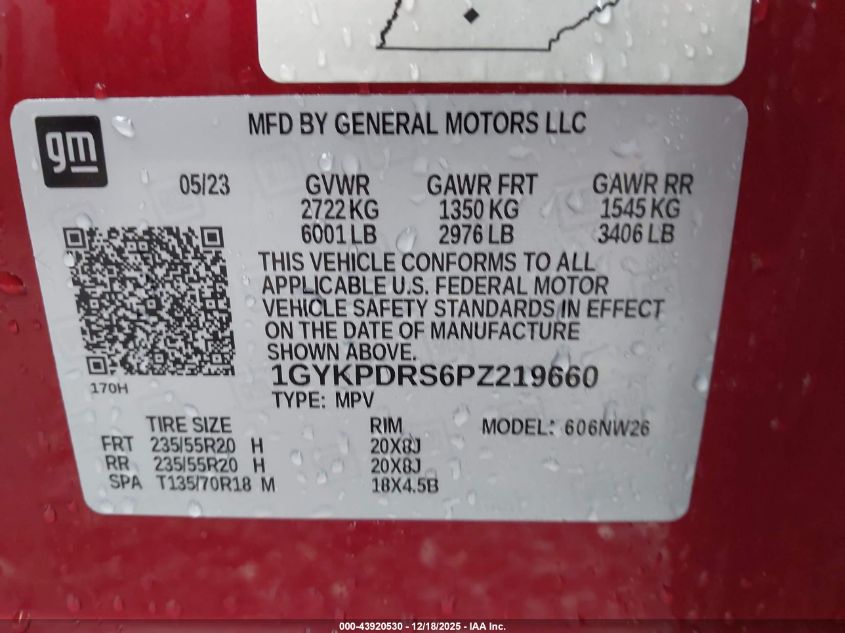 gm
MFD BY GENERAL MOTORS LLC
05/23 GVWR GAWR FRT GAWR RR
2722 KG 1350 KG 1545 KG
6001 LB 2976 LB 3406 LB
THIS VEHICLE CONFORMS TO ALL
APPLICABLE U.S. FEDERAL MOTOR
VEHICLE SAFETY STANDARDS IN EFFECT
ON THE DATE OF MANUFACTURE
SHOWN ABOVE.
170H
1GYKPDRS6PZ219660
TYPE: MPV
TIRE SIZE RIM MODEL: 606NW26
FRT 235/55R20 H 20X8J
RR 235/55R20 H 20X8J
SPA T135/70R18 M 18X4.5B
000-43920530 - 12/18/2025 - IAA Inc.